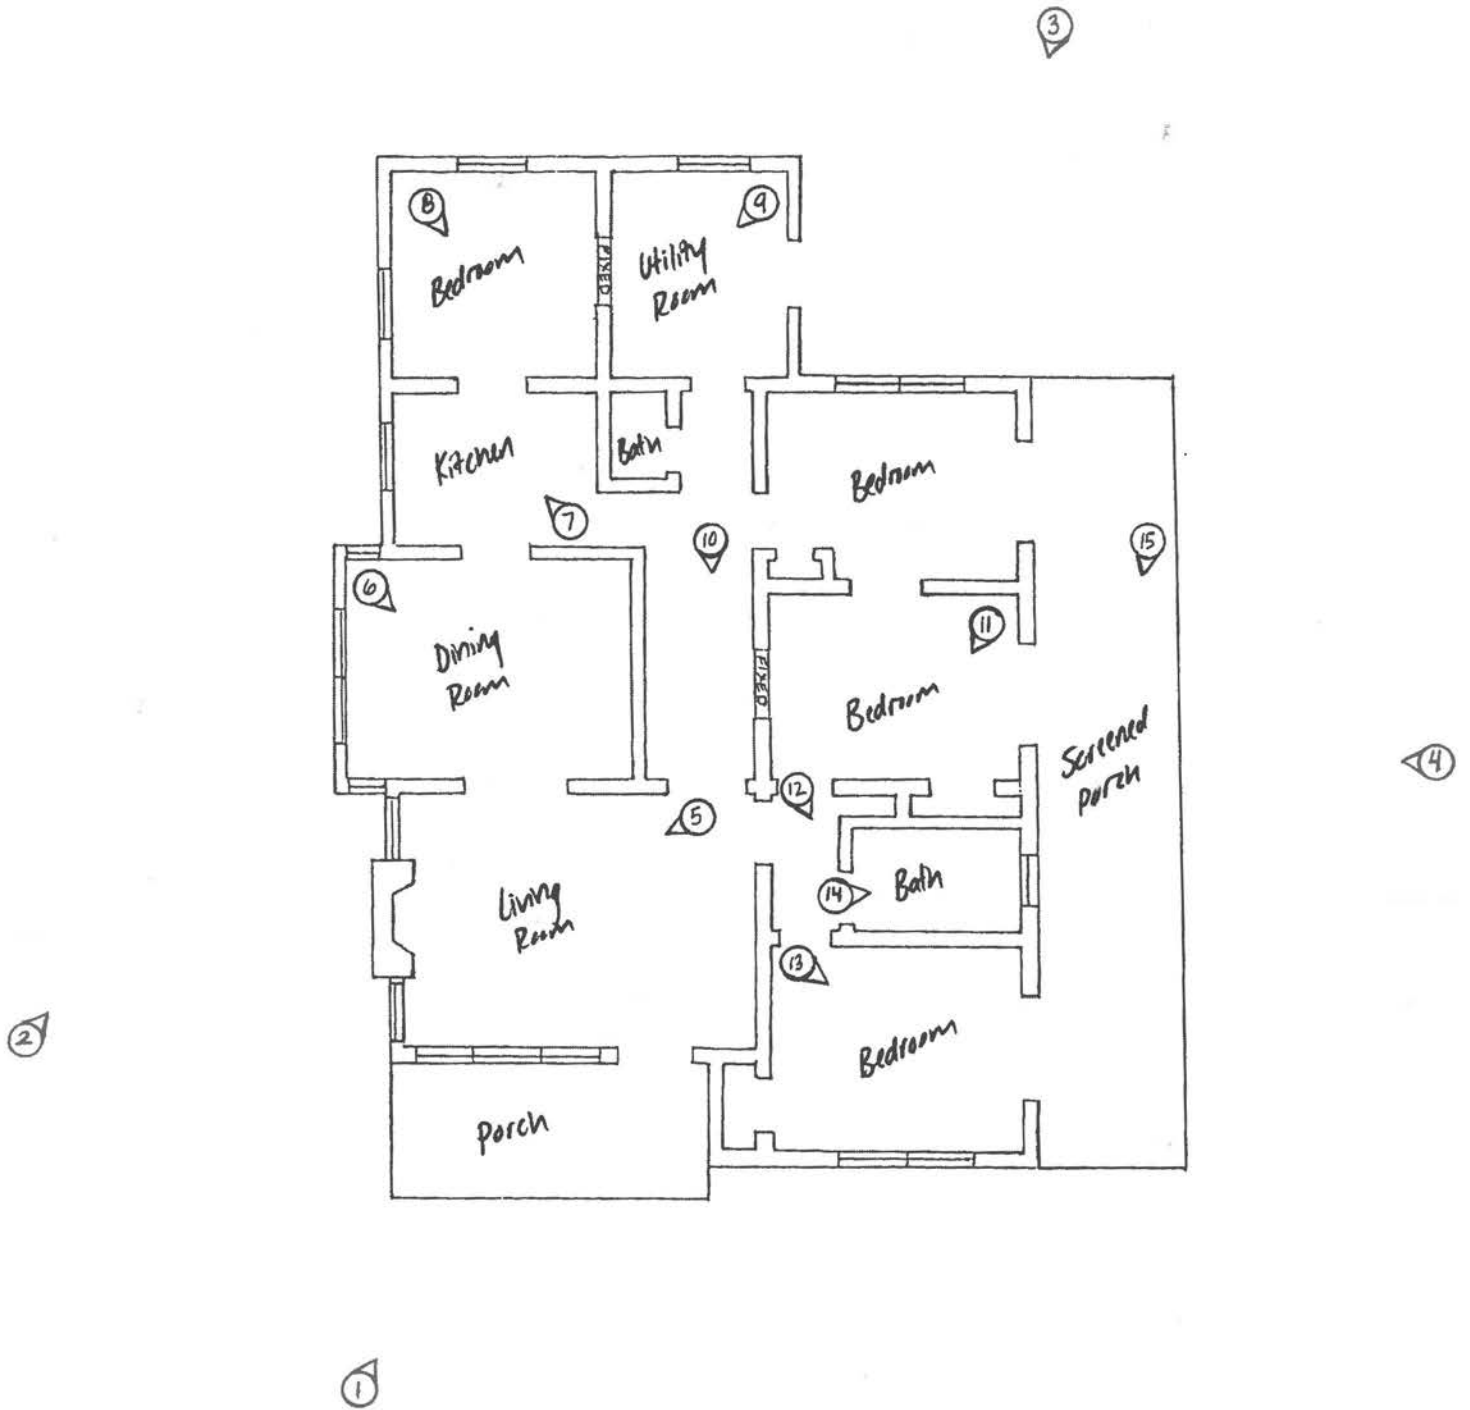 3
8
9
Bedroom
FIXED
Utility
Room
Kitchen
Bath
Bedroom
7
10
15
6
11
Dining
Room
FIXED
Bedroom
Screened
Porch
4
12
5
14
Bath
Living
Room
13
2
Bedroom
Porch
1